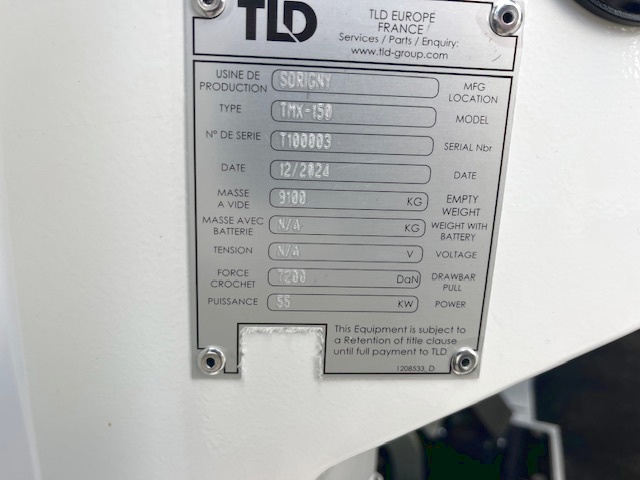 TLD
TLD EUROPE
FRANCE
Services / Parts / Enquiry:
www.tld-group.com
USINE DE PRODUCTION SORIGNY MFG LOCATION
TYPE TMX-150 MODEL
N° DE SERIE T100003 SERIAL Nbr
DATE 12/2024 DATE
MASSE A VIDE 9100 KG EMPTY WEIGHT
MASSE AVEC BATTERIE N/A KG WEIGHT WITH BATTERY
TENSION N/A V VOLTAGE
FORCE CROCHET 7200 DaN DRAWBAR PULL
PUISSANCE 55 KW POWER
This Equipment is subject to
a Retention of title clause
until full payment to TLD
1208533_D